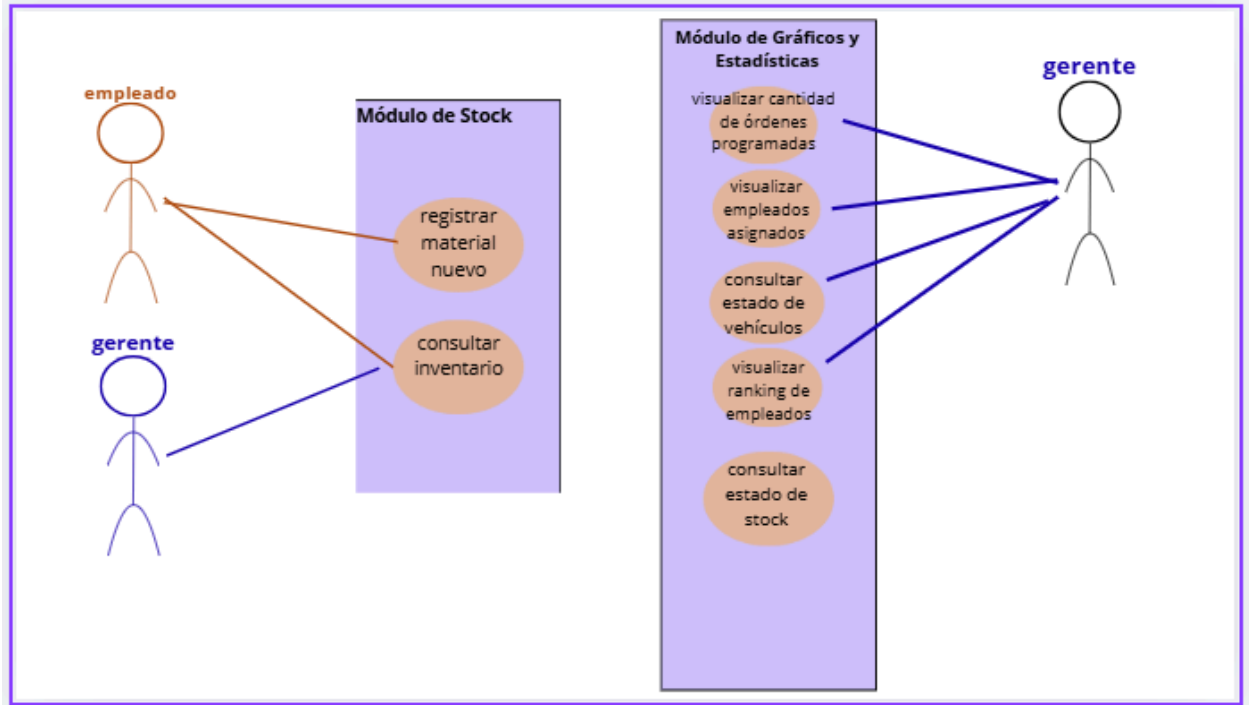 empleado
Módulo de Stock
registrar
material
nuevo
consultar
inventario
gerente
Módulo de Gráficos y
Estadísticas
visualizar cantidad
de órdenes
programadas
visualizar
empleados
asignados
consultar
estado de
vehículos
visualizar
ranking de
empleados
consultar
estado de
stock
gerente